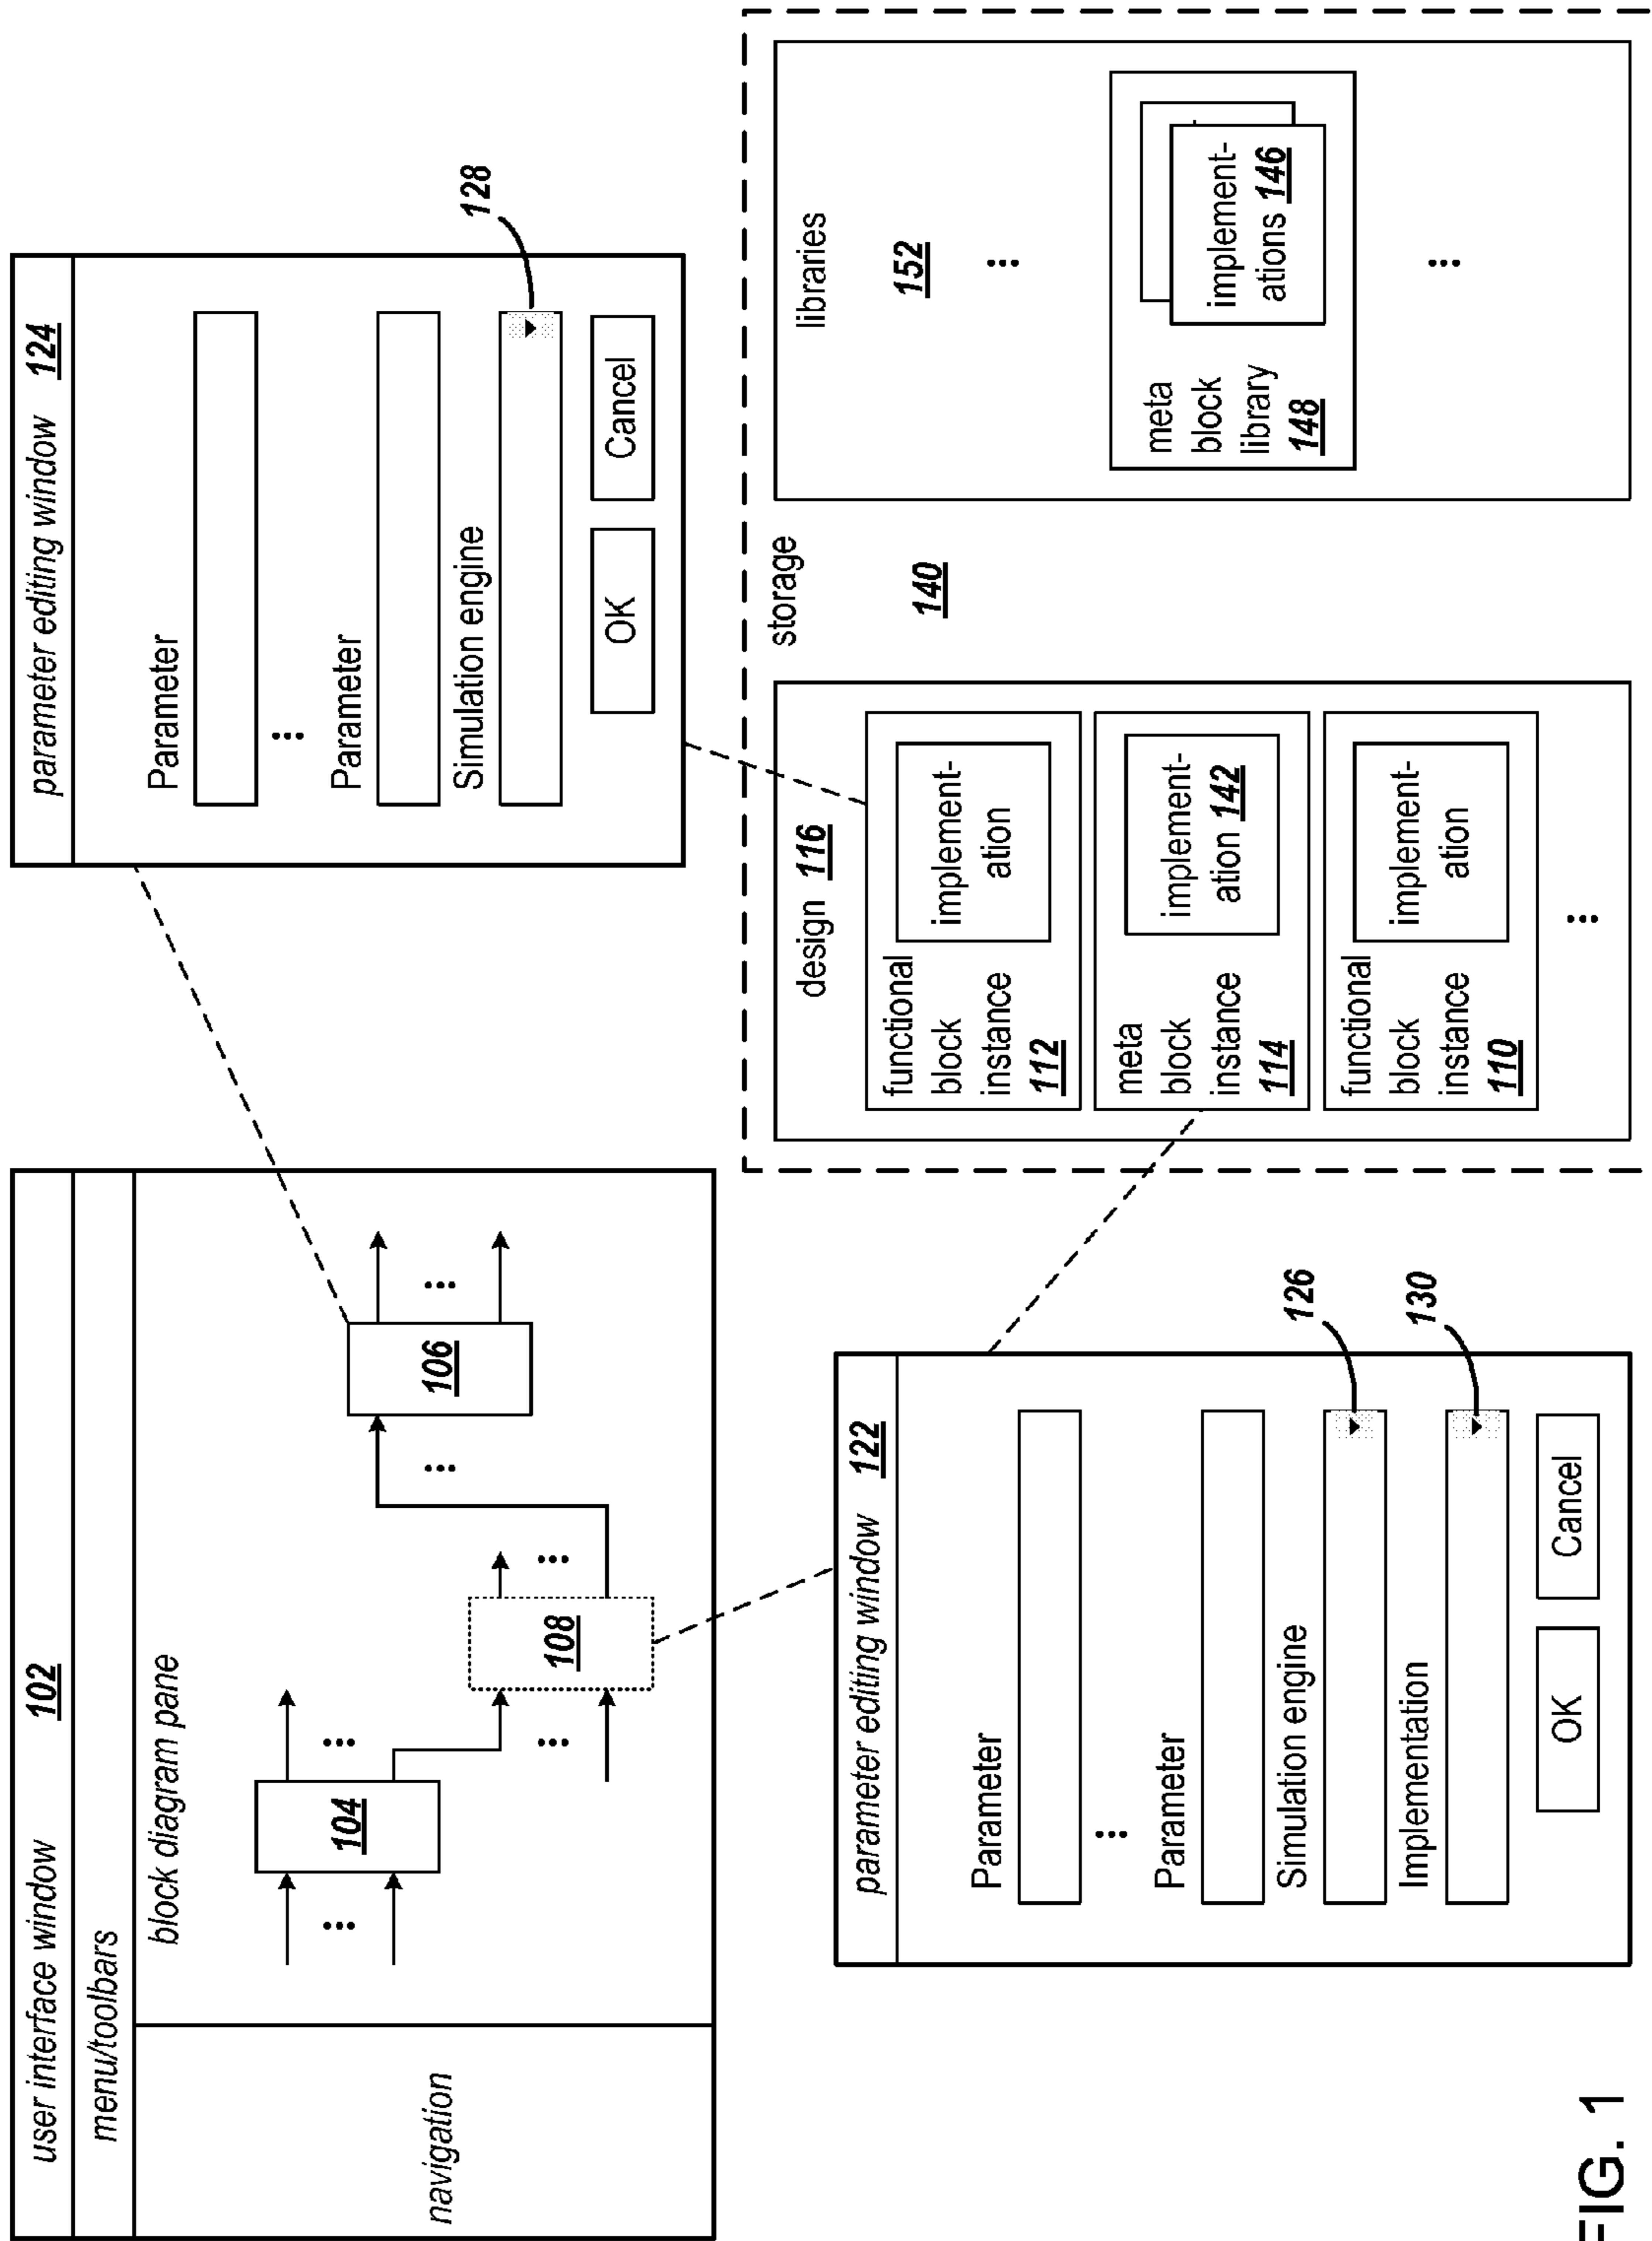 user interface window 102
menu/toolbars
navigation
block diagram pane
...
104
...
...
108
...
...
106
...
parameter editing window 124
Parameter
...
Parameter
Simulation engine
128
OK
Cancel
parameter editing window 122
Parameter
...
Parameter
Simulation engine
126
Implementation
130
OK
Cancel
storage
140
design 116
functional
block
instance
112
implement-
ation
meta
block
instance
114
implement-
ation 142
functional
block
instance
110
implement-
ation
...
libraries
152
...
meta
block
library
148
implement-
ations 146
...
FIG. 1